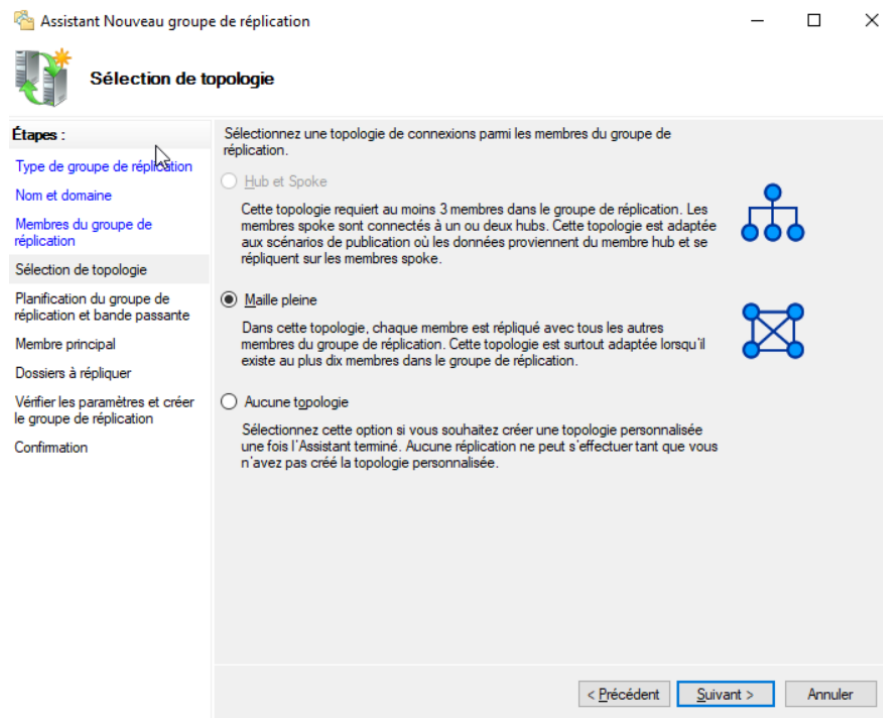 Assistant Nouveau groupe de réplication
Sélection de topologie
Étapes :
Type de groupe de réplication
Nom et domaine
Membres du groupe de
réplication
Sélection de topologie
Planification du groupe de
réplication et bande passante
Membre principal
Dossiers à répliquer
Vérifier les paramètres et créer
le groupe de réplication
Confirmation
Sélectionnez une topologie de connexions parmi les membres du groupe de
réplication.
Hub et Spoke
Cette topologie requiert au moins 3 membres dans le groupe de réplication. Les
membres spoke sont connectés à un ou deux hubs. Cette topologie est adaptée
aux scénarios de publication où les données proviennent du membre hub et se
répliquent sur les membres spoke.
Maille pleine
Dans cette topologie, chaque membre est répliqué avec tous les autres
membres du groupe de réplication. Cette topologie est surtout adaptée lorsqu'il
existe au plus dix membres dans le groupe de réplication.
Aucune topologie
Sélectionnez cette option si vous souhaitez créer une topologie personnalisée
une fois l'Assistant terminé. Aucune réplication ne peut s'effectuer tant que vous
n'avez pas créé la topologie personnalisée.
< Précédent
Suivant >
Annuler